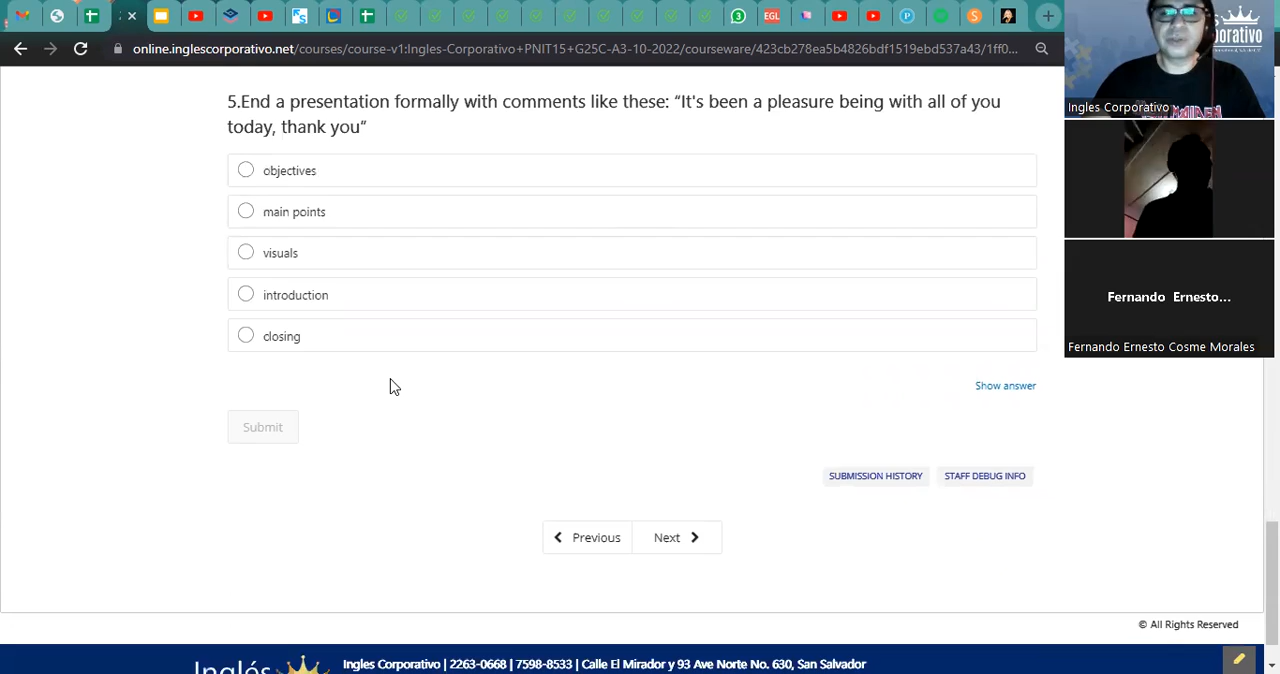 EGL
3
P
S
online.inglescorporativo.net/courses/course-v1:Ingles-Corporativo+PNIT15+G25C-A3-10-2022/courseware/423cb278ea5b4826bdf1519ebd537a43/1ff0...
5.End a presentation formally with comments like these: “It's been a pleasure being with all of you
today, thank you”
objectives
main points
visuals
introduction
closing
Show answer
Submit
SUBMISSION HISTORY
STAFF DEBUG INFO
Previous
Next
© All Rights Reserved
Inglés
Ingles Corporativo | 2263-0668 | 7598-8533 | Calle El Mirador y 93 Ave Norte No. 630, San Salvador
Ingles Corporativo
Fernando Ernesto...
Fernando Ernesto Cosme Morales